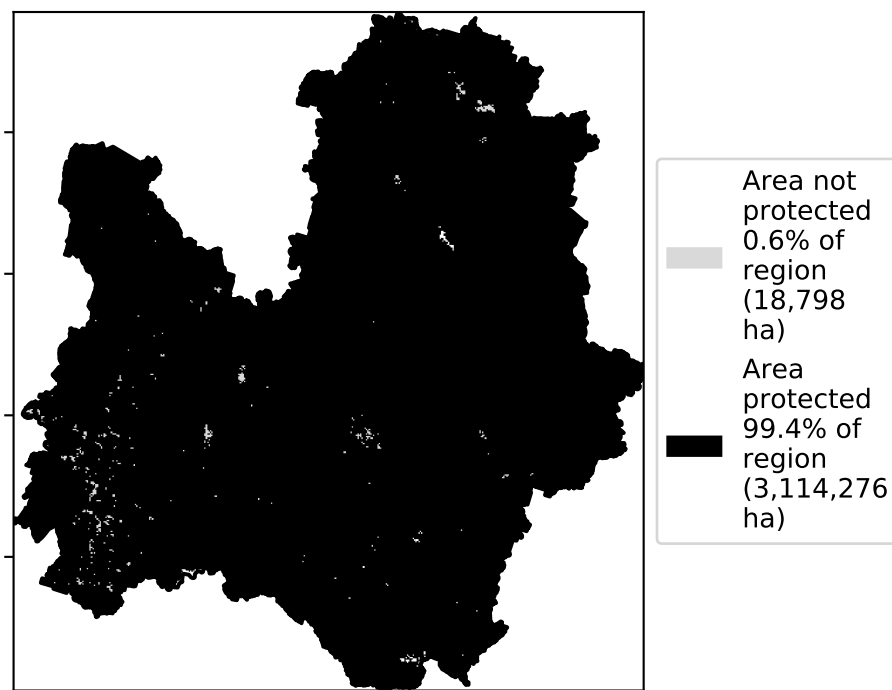 Area not
protected
0.6% of
region
(18,798
ha)
Area
protected
99.4% of
region
(3,114,276
ha)